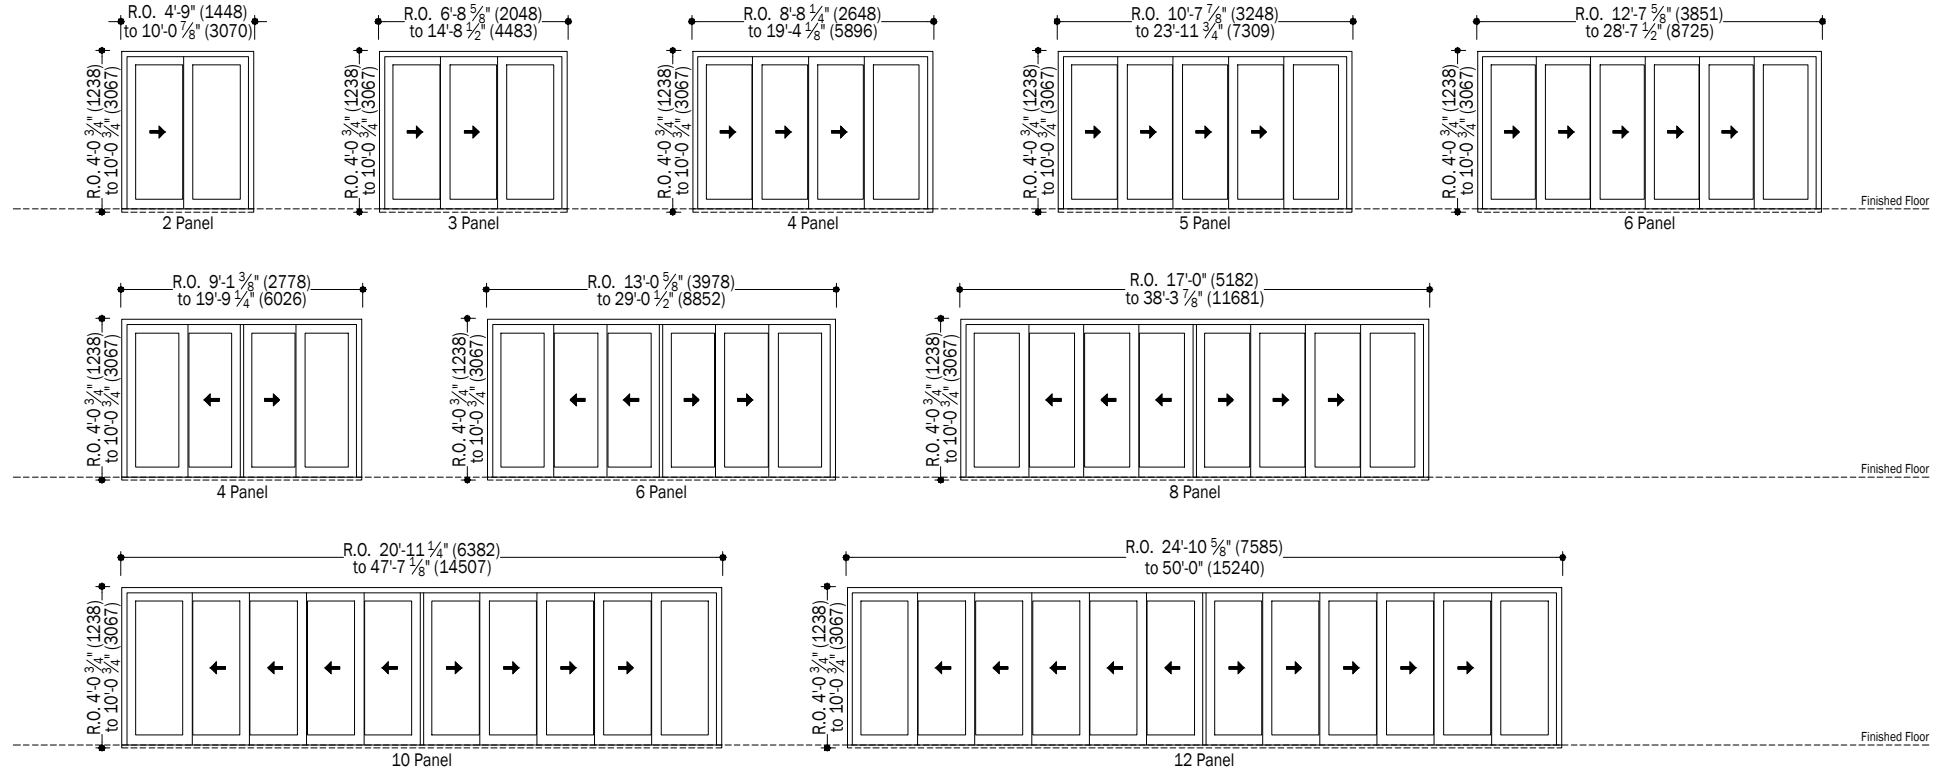 R.O. 4'-9" (1448)
to 10'-0 ⅞" (3070)
R.O. 4'-0 ¾" (1238)
to 10'-0 ¾" (3067)
2 Panel
R.O. 6'-8 ⅝" (2048)
to 14'-8 ½" (4483)
R.O. 4'-0 ¾" (1238)
to 10'-0 ¾" (3067)
3 Panel
R.O. 8'-8 ¼" (2648)
to 19'-4 ⅛" (5896)
R.O. 4'-0 ¾" (1238)
to 10'-0 ¾" (3067)
4 Panel
R.O. 10'-7 ⅞" (3248)
to 23'-11 ¾" (7309)
R.O. 4'-0 ¾" (1238)
to 10'-0 ¾" (3067)
5 Panel
R.O. 12'-7 ⅝" (3851)
to 28'-7 ½" (8725)
R.O. 4'-0 ¾" (1238)
to 10'-0 ¾" (3067)
6 Panel
Finished Floor
R.O. 9'-1 ⅜" (2778)
to 19'-9 ¼" (6026)
R.O. 4'-0 ¾" (1238)
to 10'-0 ¾" (3067)
4 Panel
R.O. 13'-0 ⅝" (3978)
to 29'-0 ½" (8852)
R.O. 4'-0 ¾" (1238)
to 10'-0 ¾" (3067)
6 Panel
R.O. 17'-0" (5182)
to 38'-3 ⅞" (11681)
R.O. 4'-0 ¾" (1238)
to 10'-0 ¾" (3067)
8 Panel
Finished Floor
R.O. 20'-11 ¼" (6382)
to 47'-7 ⅛" (14507)
R.O. 4'-0 ¾" (1238)
to 10'-0 ¾" (3067)
10 Panel
R.O. 24'-10 ⅝" (7585)
to 50'-0" (15240)
R.O. 4'-0 ¾" (1238)
to 10'-0 ¾" (3067)
12 Panel
Finished Floor